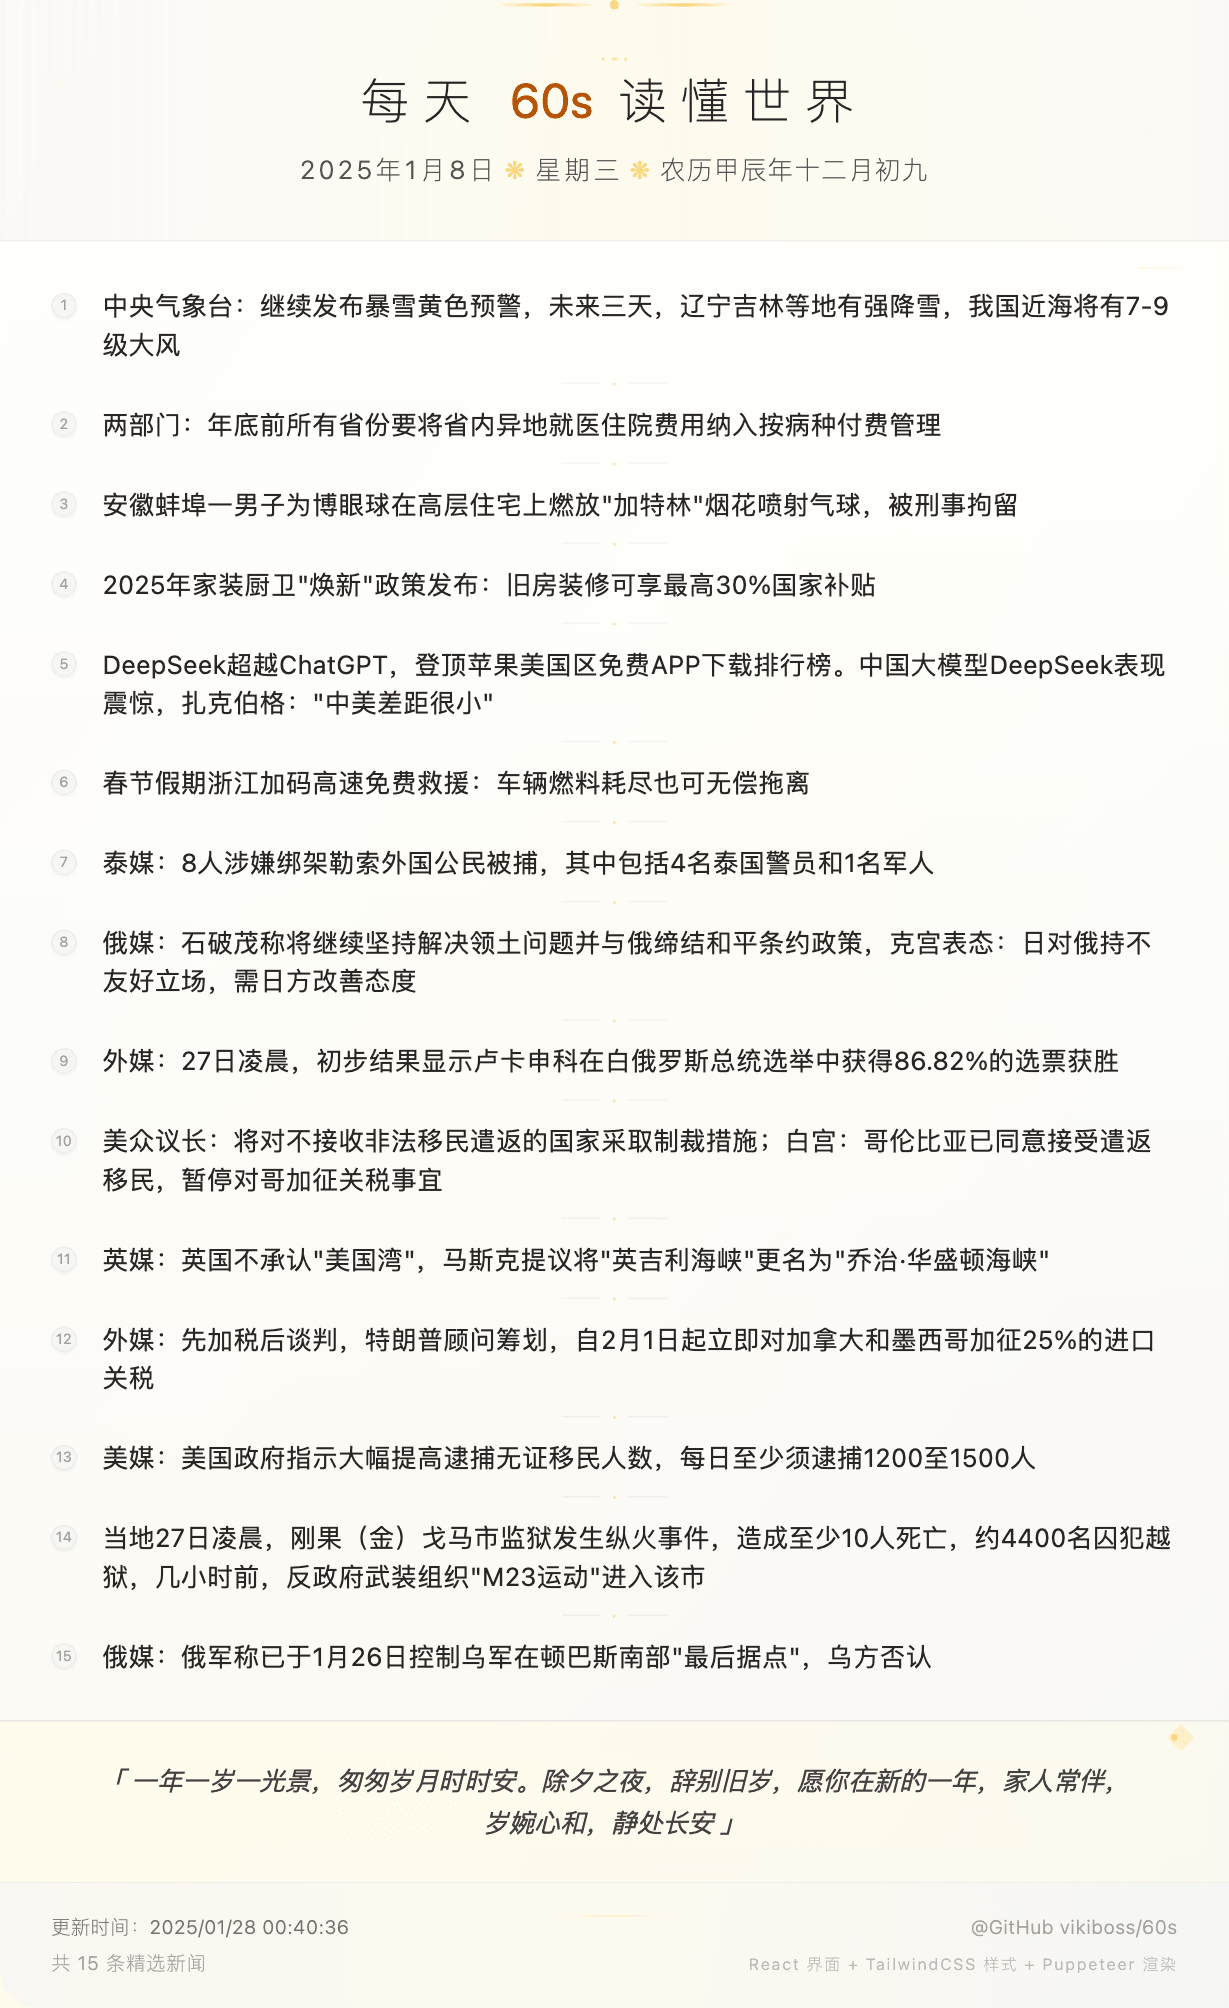 每天 60s 读懂世界
2025年1月8日 ❋ 星期三 ❋ 农历甲辰年十二月初九
1 中央气象台：继续发布暴雪黄色预警，未来三天，辽宁吉林等地有强降雪，我国近海将有7-9
级大风
2 两部门：年底前所有省份要将省内异地就医住院费用纳入按病种付费管理
3 安徽蚌埠一男子为博眼球在高层住宅上燃放"加特林"烟花喷射气球，被刑事拘留
4 2025年家装厨卫"焕新"政策发布：旧房装修可享最高30%国家补贴
5 DeepSeek超越ChatGPT，登顶苹果美国区免费APP下载排行榜。中国大模型DeepSeek表现
震惊，扎克伯格："中美差距很小"
6 春节假期浙江加码高速免费救援：车辆燃料耗尽也可无偿拖离
7 泰媒：8人涉嫌绑架勒索外国公民被捕，其中包括4名泰国警员和1名军人
8 俄媒：石破茂称将继续坚持解决领土问题并与俄缔结和平条约政策，克宫表态：日对俄持不
友好立场，需日方改善态度
9 外媒：27日凌晨，初步结果显示卢卡申科在白俄罗斯总统选举中获得86.82%的选票获胜
10 美众议长：将对不接收非法移民遣返的国家采取制裁措施；白宫：哥伦比亚已同意接受遣返
移民，暂停对哥加征关税事宜
11 英媒：英国不承认"美国湾"，马斯克提议将"英吉利海峡"更名为"乔治·华盛顿海峡"
12 外媒：先加税后谈判，特朗普顾问筹划，自2月1日起立即对加拿大和墨西哥加征25%的进口
关税
13 美媒：美国政府指示大幅提高逮捕无证移民人数，每日至少须逮捕1200至1500人
14 当地27日凌晨，刚果（金）戈马市监狱发生纵火事件，造成至少10人死亡，约4400名囚犯越
狱，几小时前，反政府武装组织"M23运动"进入该市
15 俄媒：俄军称已于1月26日控制乌军在顿巴斯南部"最后据点"，乌方否认
「 一年一岁一光景，匆匆岁月时时安。除夕之夜，辞别旧岁，愿你在新的一年，家人常伴，
岁婉心和，静处长安 」
更新时间：2025/01/28 00:40:36
@GitHub vikiboss/60s
共 15 条精选新闻
React 界面 + TailwindCSS 样式 + Puppeteer 渲染